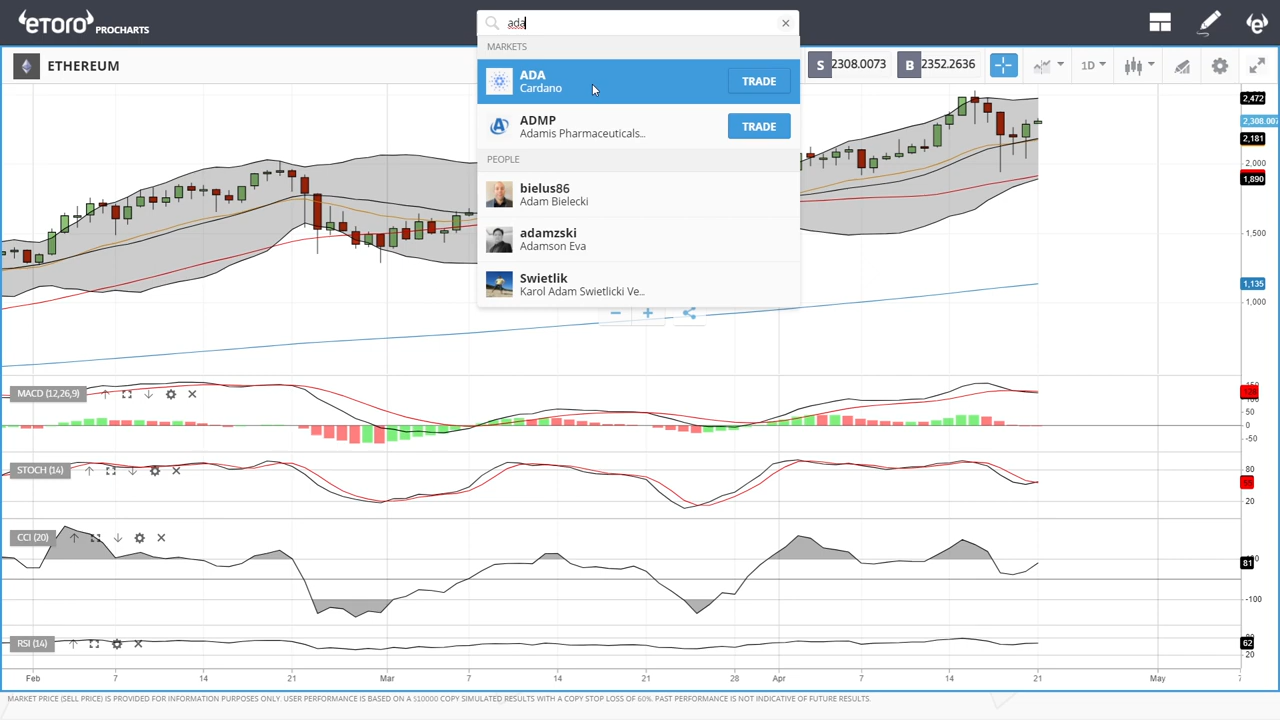 eTORO PROCHARTS
ada
MARKETS
ETHEREUM
ADA
Cardano
TRADE
S 2308.0073
B 2352.2636
1D
ADMP
Adamis Pharmaceuticals..
TRADE
PEOPLE
bielus86
Adam Bielecki
adamzski
Adamson Eva
Swietlik
Karol Adam Swietlicki Ve..
2,472
2,308.007
2,181
2,000
1,890
1,500
1,135
1,000
MACD (12,26,9)
50
0
-50
STOCH (14)
80
20
CCI (20)
81
-100
RSI (14)
62
20
Feb 7 14 21 Mar 7 14 21 28 Apr 7 14 21 May
MARKET PRICE (SELL PRICE) IS PROVIDED FOR INFORMATION PURPOSES ONLY. USER PERFORMANCE IS BASED ON A $10000 COPY SIMULATED RESULTS WITH A COPY STOP LOSS OF 60%. PAST PERFORMANCE IS NOT INDICATIVE OF FUTURE RESULTS.